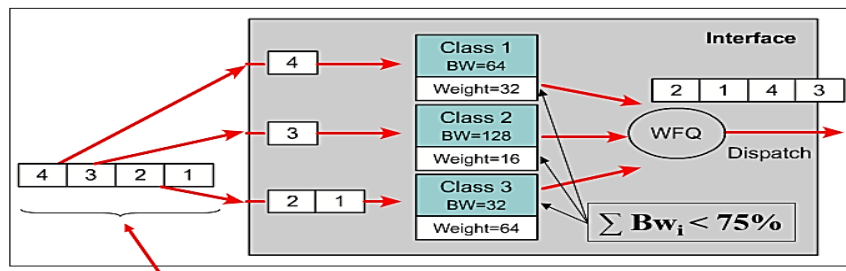 Interface
4
Class 1
BW=64
Weight=32
2 1 4 3
3
Class 2
BW=128
Weight=16
WFQ
Dispatch
4 3 2 1
2 1
Class 3
BW=32
Weight=64
∑ Bwᵢ < 75%